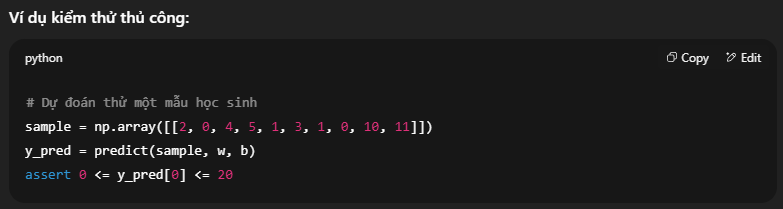 Ví dụ kiểm thử thủ công:
python
Copy
Edit
# Dự đoán thử một mẫu học sinh
sample = np.array([[2, 0, 4, 5, 1, 3, 1, 0, 10, 11]])
y_pred = predict(sample, w, b)
assert 0 <= y_pred[0] <= 20